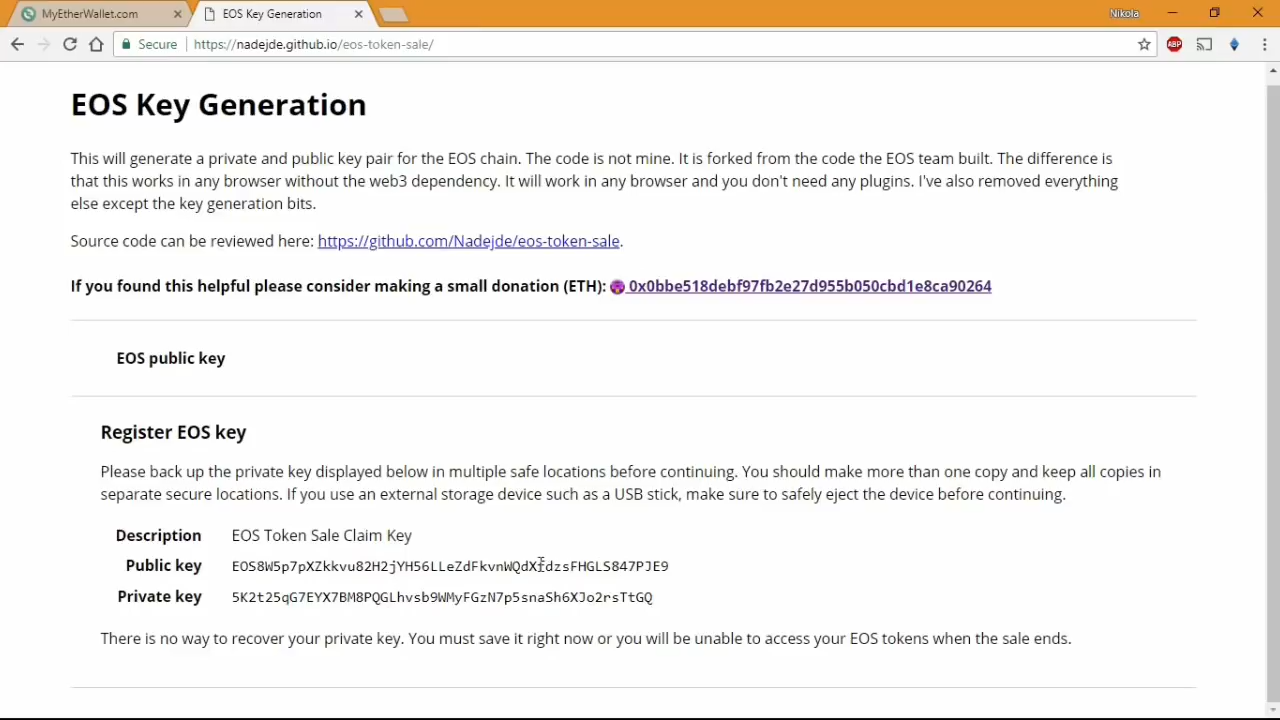 MyEtherWallet.com
EOS Key Generation
Nikola
Secure
https://nadejde.github.io/eos-token-sale/
ABP
EOS Key Generation
This will generate a private and public key pair for the EOS chain. The code is not mine. It is forked from the code the EOS team built. The difference is
that this works in any browser without the web3 dependency. It will work in any browser and you don't need any plugins. I've also removed everything
else except the key generation bits.
Source code can be reviewed here: https://github.com/Nadejde/eos-token-sale.
If you found this helpful please consider making a small donation (ETH): 0x0bbe518debf97fb2e27d955b050cbd1e8ca90264
EOS public key
Register EOS key
Please back up the private key displayed below in multiple safe locations before continuing. You should make more than one copy and keep all copies in
separate secure locations. If you use an external storage device such as a USB stick, make sure to safely eject the device before continuing.
Description EOS Token Sale Claim Key
Public key
Private key 5K2t25qG7EYX7BM8PQGLhvsb9WMyFGzN7p5snaSh6XJo2rsTtGQ
There is no way to recover your private key. You must save it right now or you will be unable to access your EOS tokens when the sale ends.